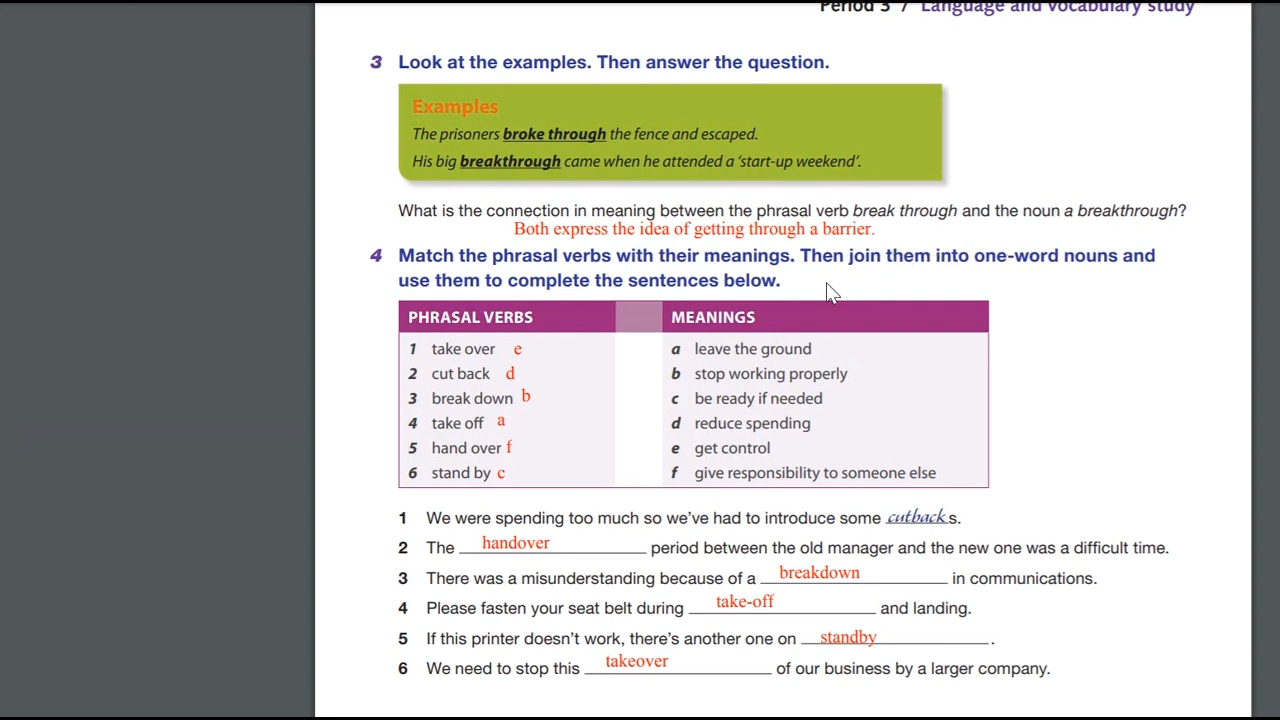 Period 3 / Language and vocabulary study
3 Look at the examples. Then answer the question.
Examples
The prisoners broke through the fence and escaped.
His big breakthrough came when he attended a ‘start-up weekend’.
What is the connection in meaning between the phrasal verb break through and the noun a breakthrough?
Both express the idea of getting through a barrier.
4 Match the phrasal verbs with their meanings. Then join them into one-word nouns and
use them to complete the sentences below.
PHRASAL VERBS MEANINGS
1 take over e a leave the ground
2 cut back d b stop working properly
3 break down b c be ready if needed
4 take off a d reduce spending
5 hand over f e get control
6 stand by c f give responsibility to someone else
1 We were spending too much so we’ve had to introduce some cutbacks.
2 The handover period between the old manager and the new one was a difficult time.
3 There was a misunderstanding because of a breakdown in communications.
4 Please fasten your seat belt during take-off and landing.
5 If this printer doesn’t work, there’s another one on standby.
6 We need to stop this takeover of our business by a larger company.